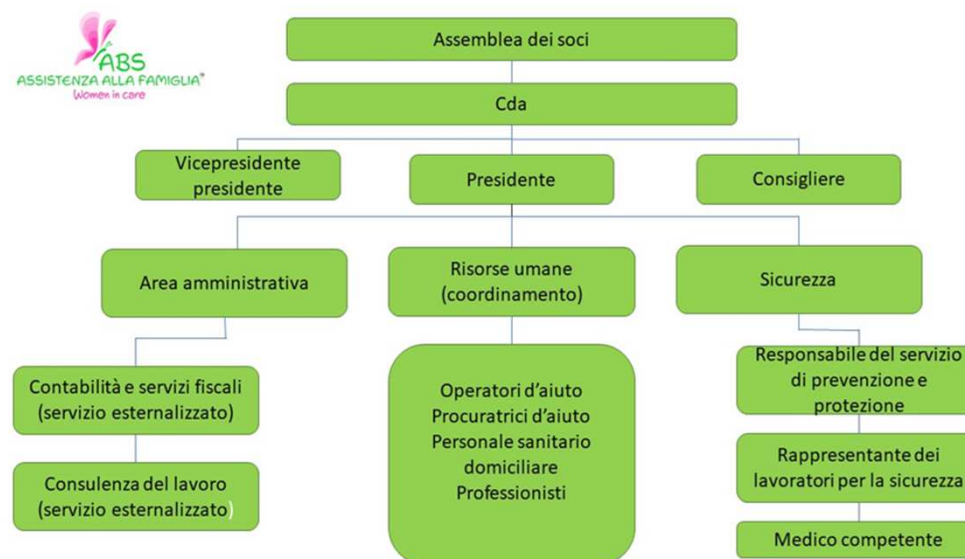 ABS
ASSISTENZA ALLA FAMIGLIA
Women in care
Assemblea dei soci
Cda
Vicepresidente
presidente
Presidente
Consigliere
Area amministrativa
Risorse umane
(coordinamento)
Sicurezza
Contabilità e servizi fiscali
(servizio esternalizzato)
Consulenza del lavoro
(servizio esternalizzato)
Operatori d'aiuto
Procuratrici d'aiuto
Personale sanitario
domiciliare
Professionisti
Responsabile del servizio
di prevenzione e
protezione
Rappresentante dei
lavoratori per la sicurezza
Medico competente